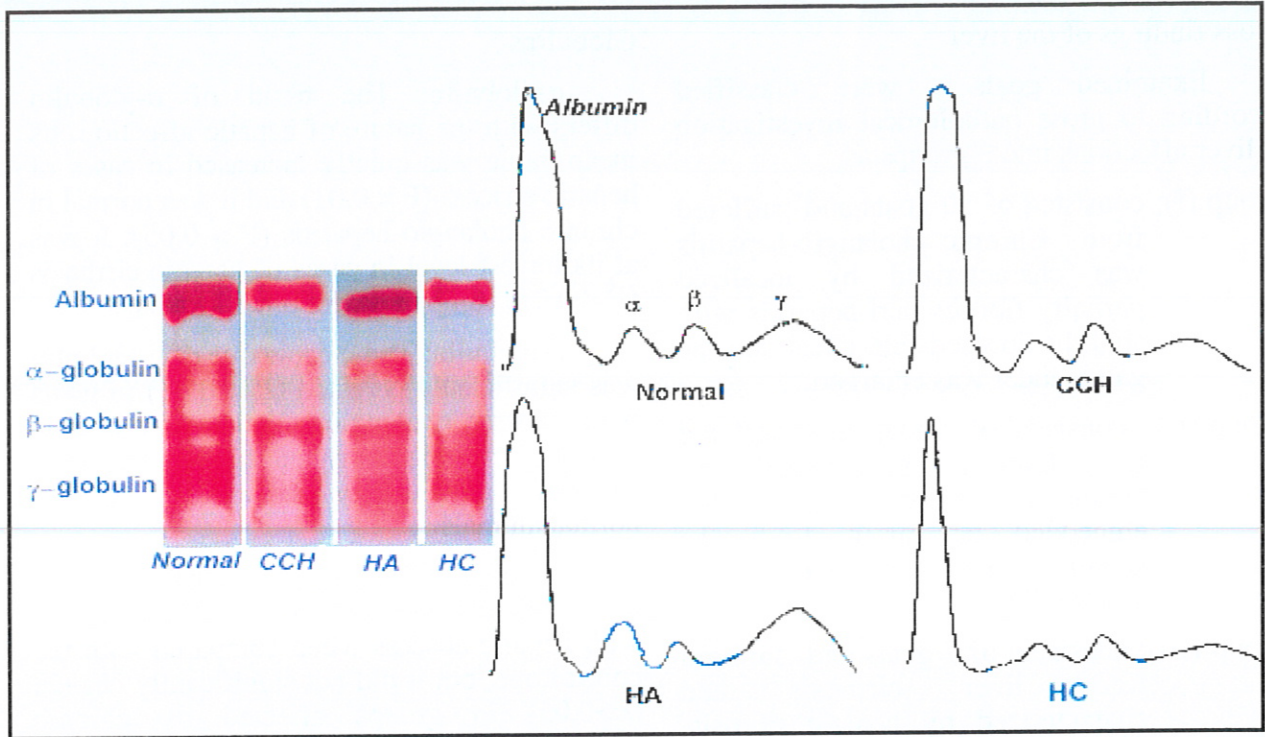 Albumin
α-globulin
β-globulin
γ-globulin
Normal CCH HA HC
Albumin
α β γ
Normal
CCH
HA
HC